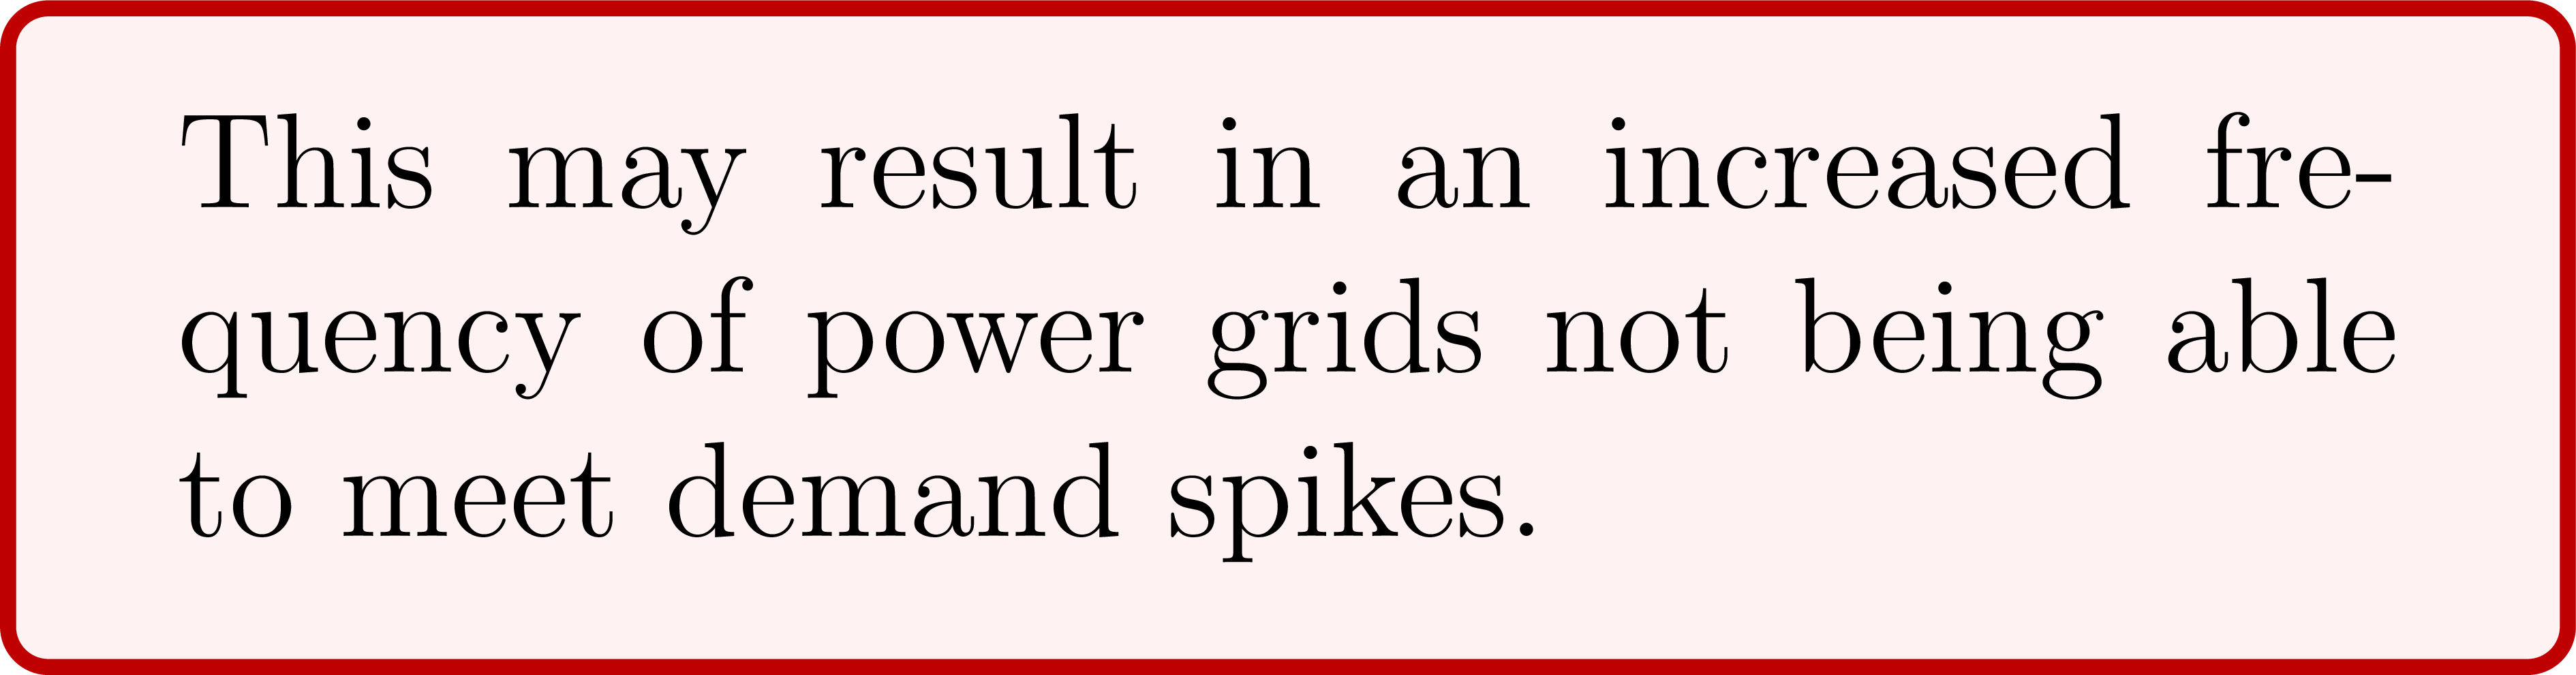 This may result in an increased fre-
quency of power grids not being able
to meet demand spikes.